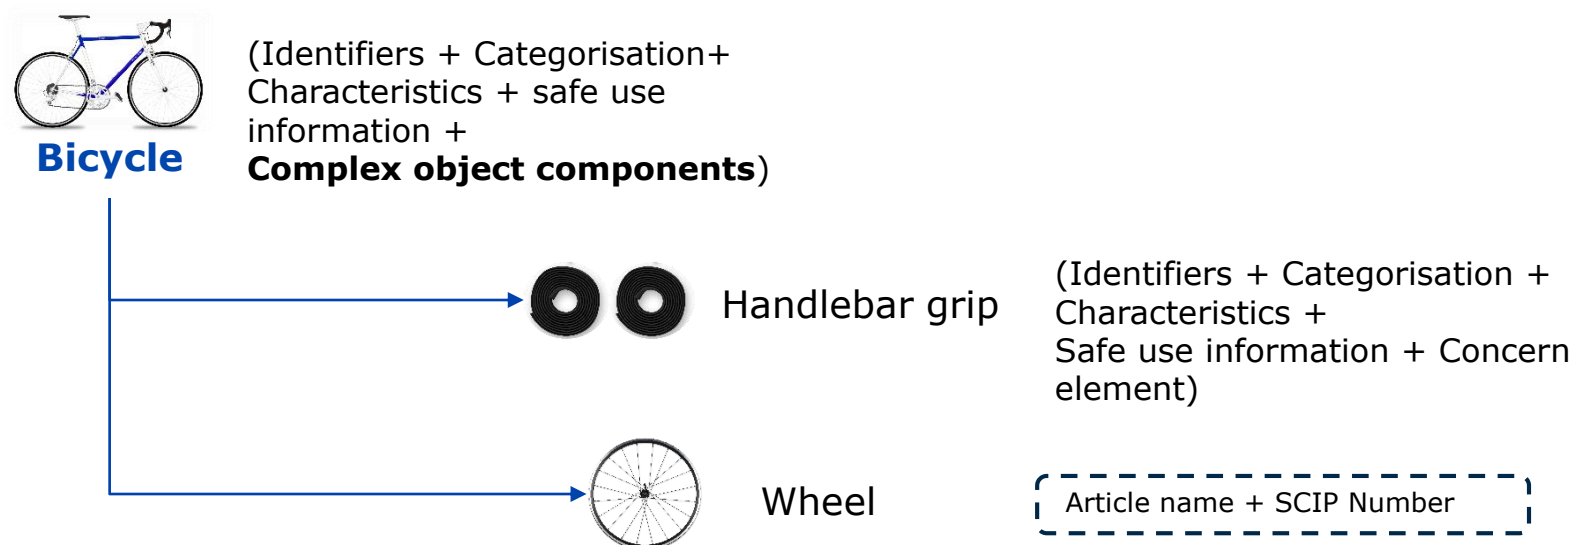 (Identifiers + Categorisation+
Characteristics + safe use
information +
Complex object components)
Bicycle
Handlebar grip
(Identifiers + Categorisation +
Characteristics +
Safe use information + Concern
element)
Wheel
Article name + SCIP Number